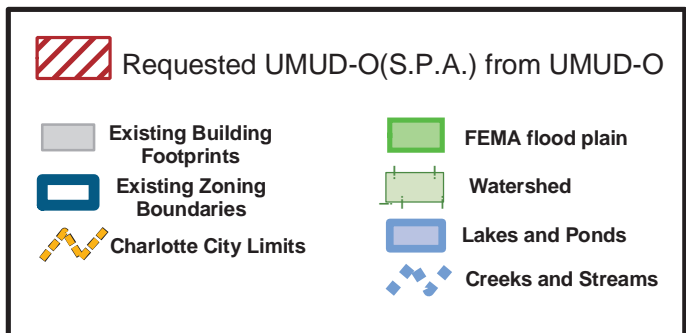 Requested UMUD-O(S.P.A.) from UMUD-O
Existing Building
Footprints
Existing Zoning
Boundaries
Charlotte City Limits
FEMA flood plain
Watershed
Lakes and Ponds
Creeks and Streams